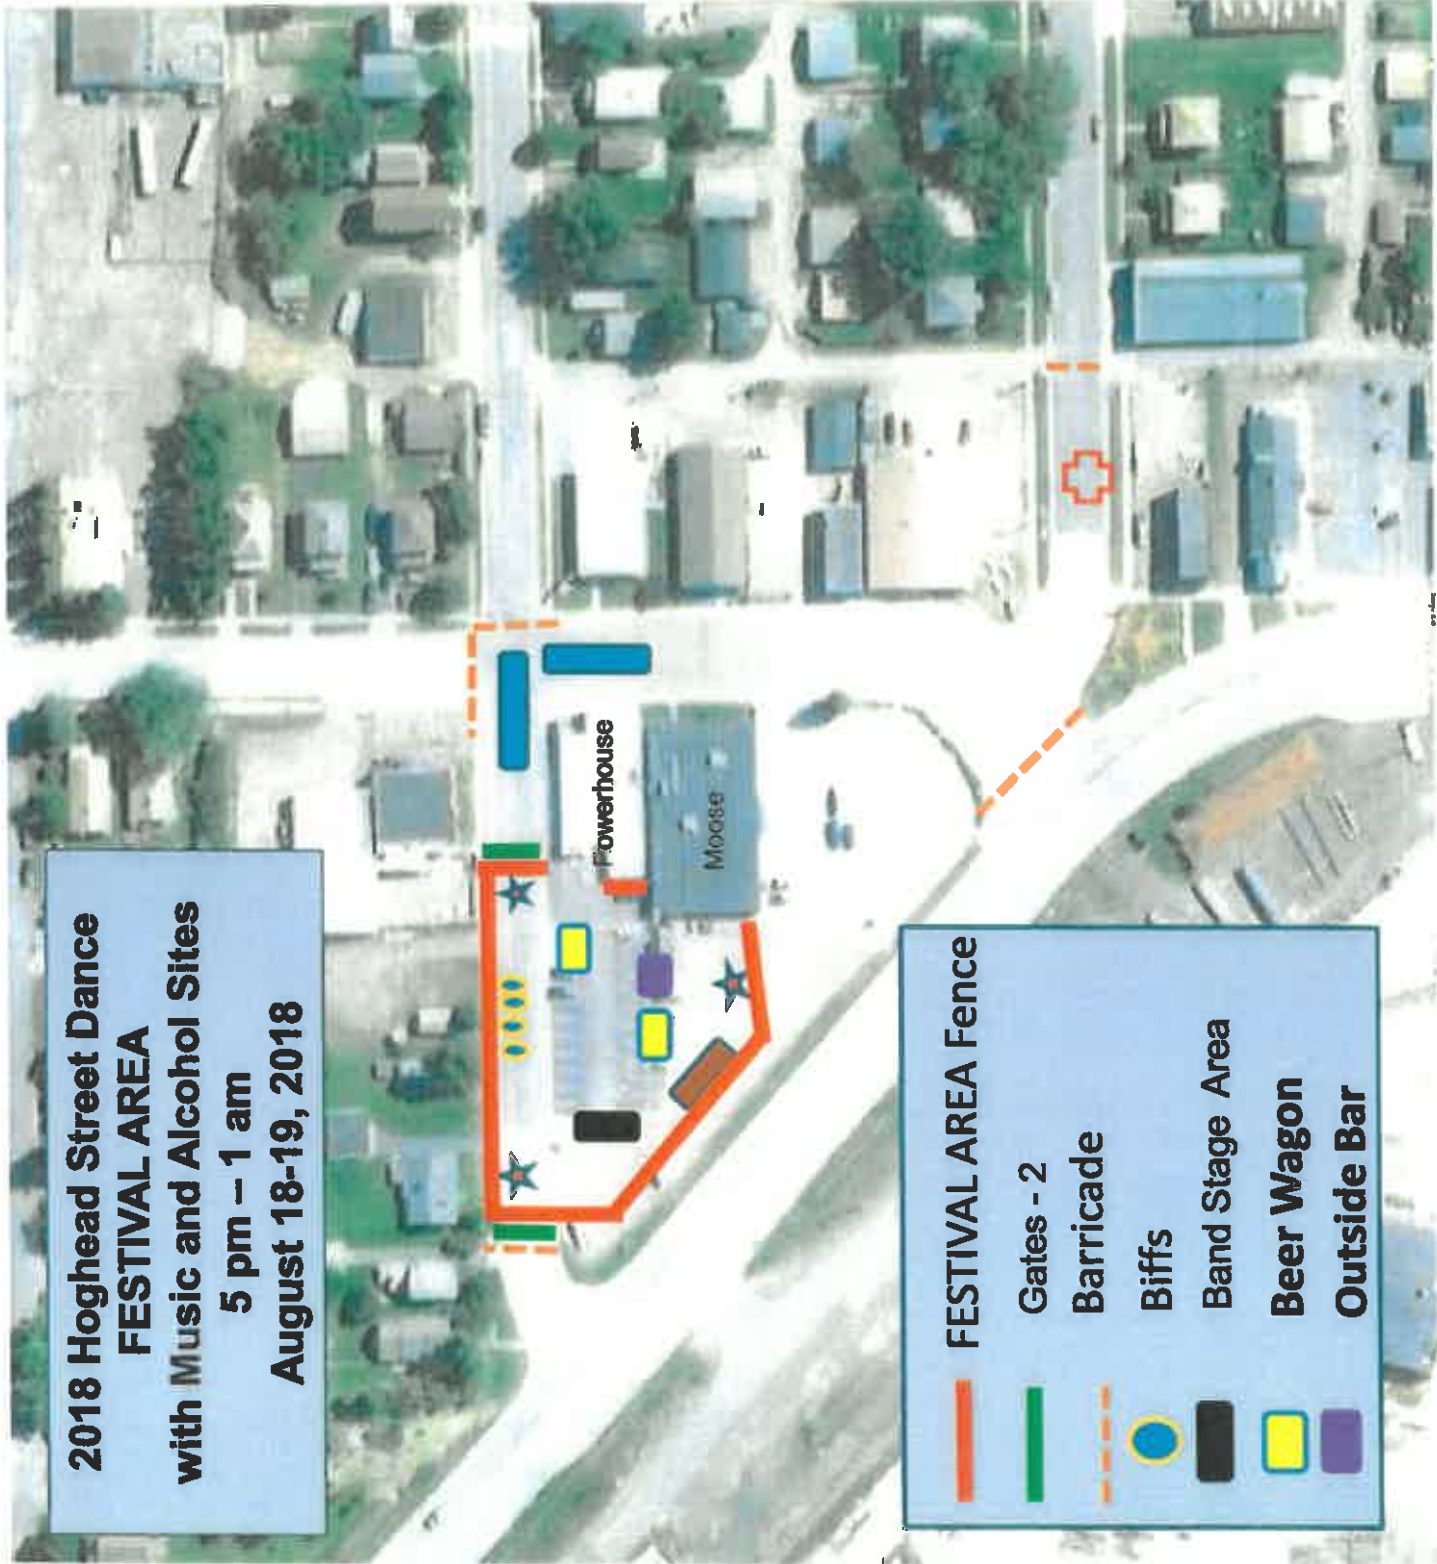 2018 Hoghead Street Dance
FESTIVAL AREA
with Music and Alcohol Sites
5 pm – 1 am
August 18-19, 2018
Powerhouse
Moose
FESTIVAL AREA Fence
Gates - 2
Barrricade
Biffs
Band Stage Area
Beer Wagon
Outside Bar